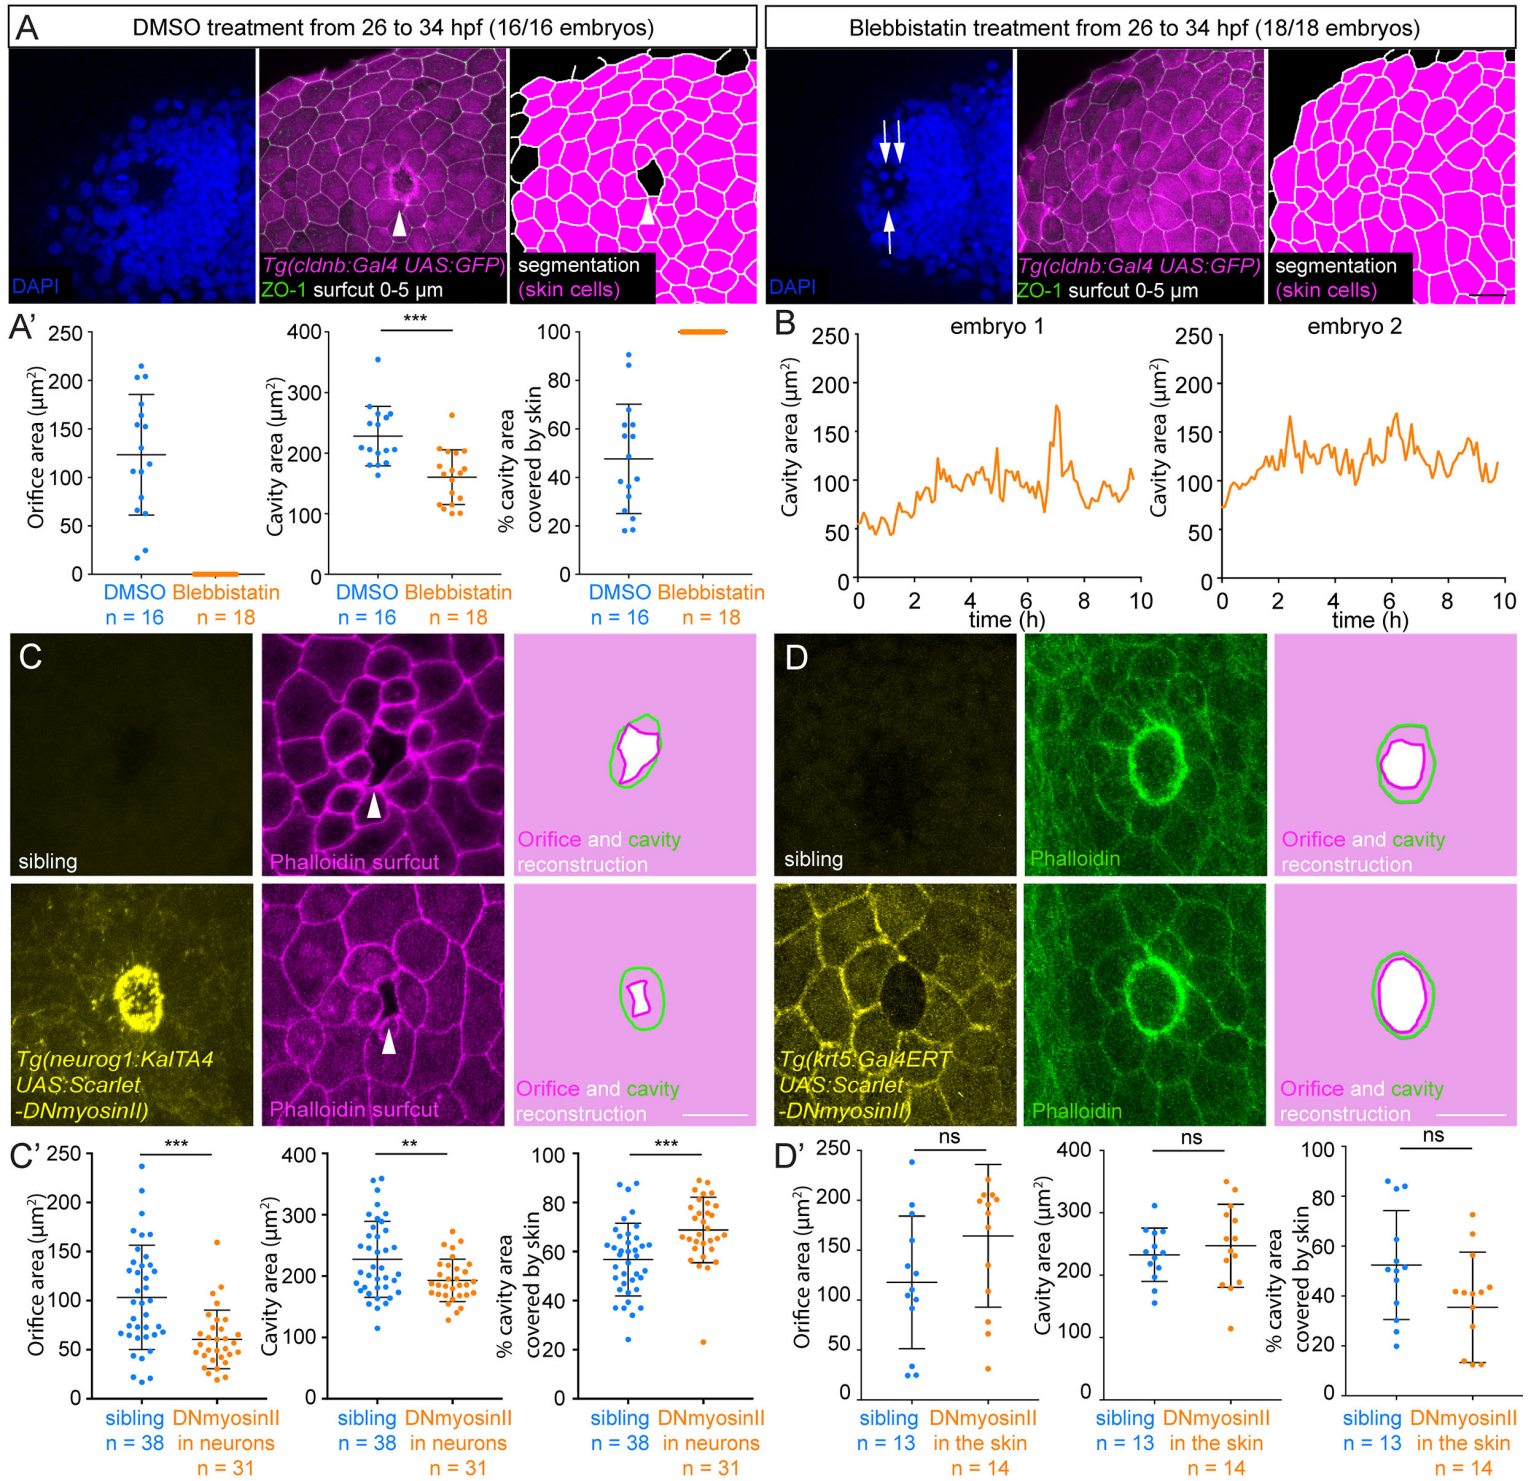 A
DMSO treatment from 26 to 34 hpf (16/16 embryos)
Blebbistatin treatment from 26 to 34 hpf (18/18 embryos)
DAPI
Tg(cldnb:Gal4 UAS:GFP)
ZO-1 surfcut 0-5 µm
segmentation
(skin cells)
DAPI
Tg(cldnb:Gal4 UAS:GFP)
ZO-1 surfcut 0-5 µm
segmentation
(skin cells)
A'
Orifice area (µm²)
250
200
150
100
50
0
DMSO
n = 16
Blebbistatin
n = 18
Cavity area (µm²)
400
300
200
100
0
***
DMSO
n = 16
Blebbistatin
n = 18
% cavity area
covered by skin
100
80
60
40
20
0
DMSO
n = 16
Blebbistatin
n = 18
B
embryo 1
Cavity area (µm²)
250
200
150
100
50
0
0 2 4 6 8 10
time (h)
embryo 2
Cavity area (µm²)
250
200
150
100
50
0
0 2 4 6 8 10
time (h)
C
sibling
Phalloidin surfcut
Orifice and cavity
reconstruction
Tg(neurog1:KalTA4
UAS:Scarlet
-DNmyosinII)
Phalloidin surfcut
Orifice and cavity
reconstruction
D
sibling
Phalloidin
Orifice and cavity
reconstruction
Tg(krt5:Gal4ERT
UAS:Scarlet
-DNmyosinII)
Phalloidin
Orifice and cavity
reconstruction
C'
Orifice area (µm²)
250
200
150
100
50
0
***
sibling
n = 38
DNmyosinII
in neurons
n = 31
Cavity area (µm²)
400
300
200
100
0
**
sibling
n = 38
DNmyosinII
in neurons
n = 31
% cavity area
covered by skin
100
80
60
40
20
0
***
sibling
n = 38
DNmyosinII
in neurons
n = 31
D'
Orifice area (µm²)
250
200
150
100
50
0
ns
sibling
n = 13
DNmyosinII
in the skin
n = 14
Cavity area (µm²)
400
300
200
100
0
ns
sibling
n = 13
DNmyosinII
in the skin
n = 14
% cavity area
covered by skin
100
80
60
40
20
0
ns
sibling
n = 13
DNmyosinII
in the skin
n = 14